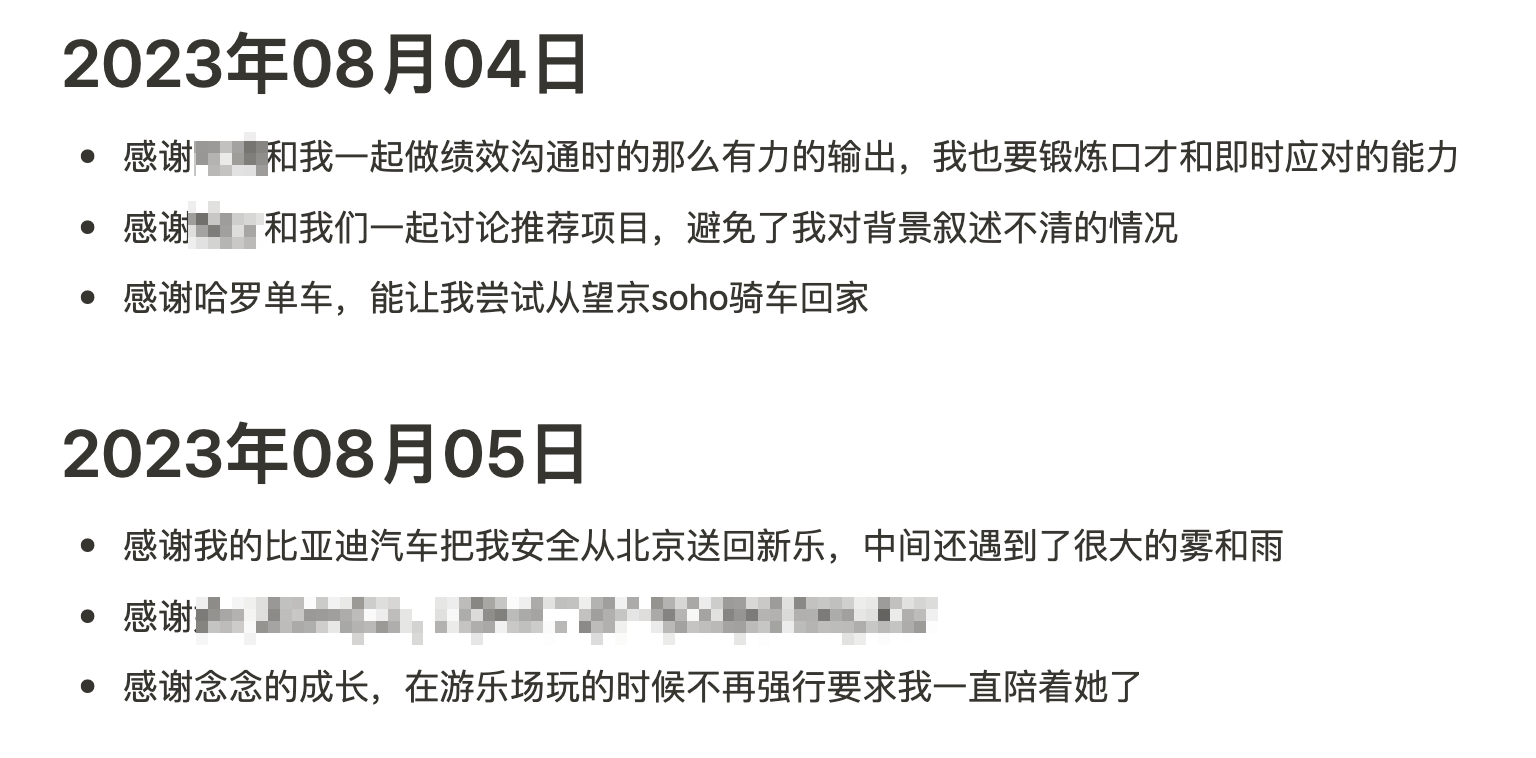 2023年08月04日
感谢和我一起做绩效沟通时的那么有力的输出，我也要锻炼口才和即时应对的能力
感谢和我们一起讨论推荐项目，避免了我对背景叙述不清的情况
感谢哈罗单车，能让我尝试从望京soho骑车回家
2023年08月05日
感谢我的比亚迪汽车把我安全从北京送回新乐，中间还遇到了很大的雾和雨
感谢
感谢念念的成长，在游乐场玩的时候不再强行要求我一直陪着她了